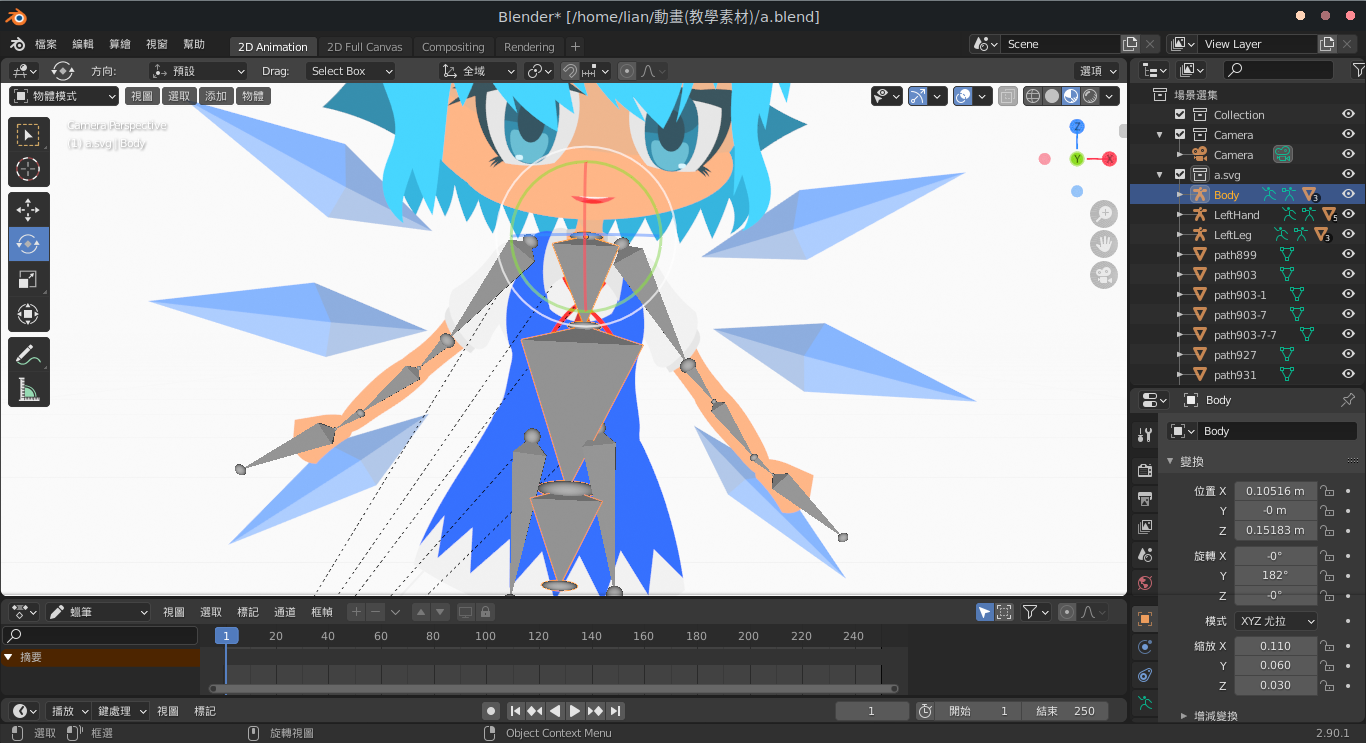 Blender* [/home/lian/動畫(教學素材)/a.blend]
檔案 編輯 算繪 視窗 幫助 2D Animation 2D Full Canvas Compositing Rendering + Scene View Layer
方向: 預設 Drag: Select Box 全域 選項
物體模式 視圖 選取 添加 物體
Camera Perspective
(1) a.svg | Body
Z
Y X
場景選集
Collection
Camera
Camera
a.svg
Body 3
LeftHand 5
LeftLeg 3
path899
path903
path903-1
path903-7
path903-7-7
path927
path931
Body
Body
變換
位置 X 0.10516 m
Y -0 m
Z 0.15183 m
旋轉 X -0°
Y 182°
Z -0°
模式 XYZ 尤拉
縮放 X 0.110
Y 0.060
Z 0.030
增減變換
蠟筆 視圖 選取 標記 通道 框幀
1 20 40 60 80 100 120 140 160 180 200 220 240
摘要
播放 鍵處理 視圖 標記 1 開始 1 結束 250
選取 框選 旋轉視圖 Object Context Menu 2.90.1